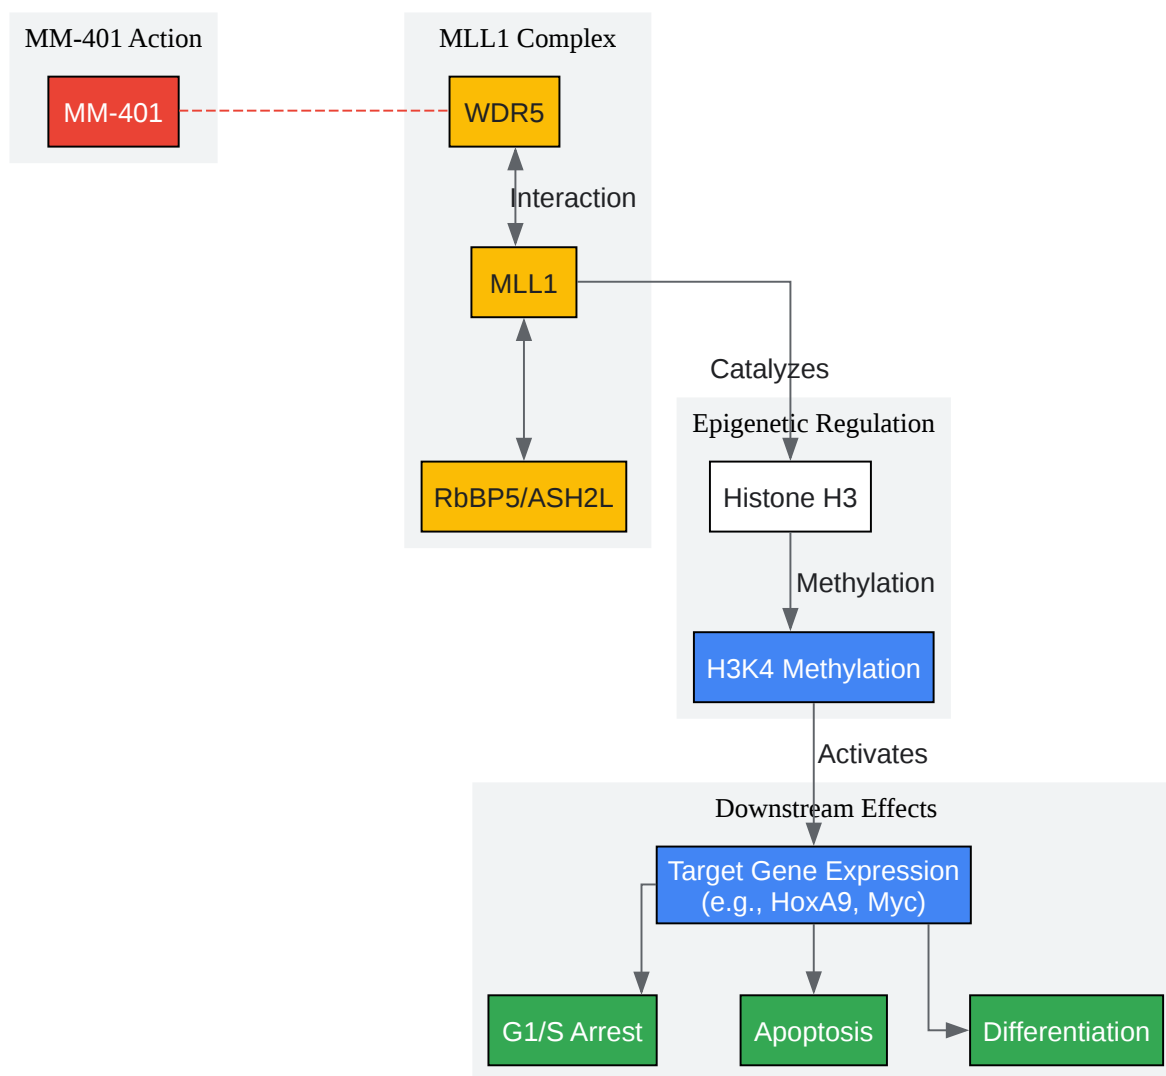 MM-401 Action
MLL1 Complex
MM-401
WDR5
Interaction
MLL1
Catalyzes
Epigenetic Regulation
RbBP5/ASH2L
Histone H3
Methylation
H3K4 Methylation
Activates
Downstream Effects
Target Gene Expression
(e.g., HoxA9, Myc)
G1/S Arrest
Apoptosis
Differentiation